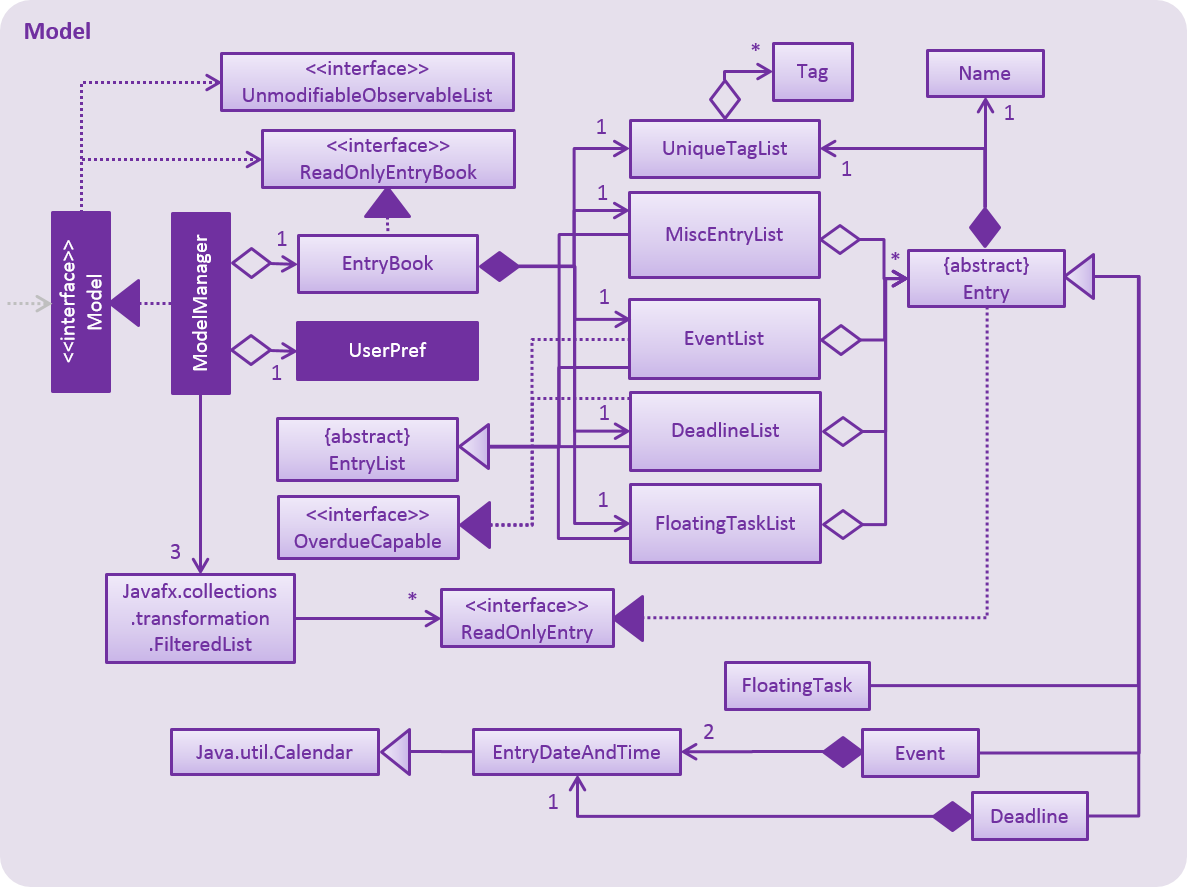 Model
<<interface>>
UnmodifiableObservableList
<<interface>>
ReadOnlyEntryBook
<<interface>>
Model
ModelManager
1
EntryBook
1
UserPref
{abstract}
EntryList
<<interface>>
OverdueCapable
3
Javafx.collections
.transformation
.FilteredList
*
<<interface>>
ReadOnlyEntry
*
Tag
Name
1
1
UniqueTagList
1
1
MiscEntryList
*
{abstract}
Entry
1
EventList
1
DeadlineList
1
FloatingTaskList
FloatingTask
Java.util.Calendar
EntryDateAndTime
2
Event
1
Deadline